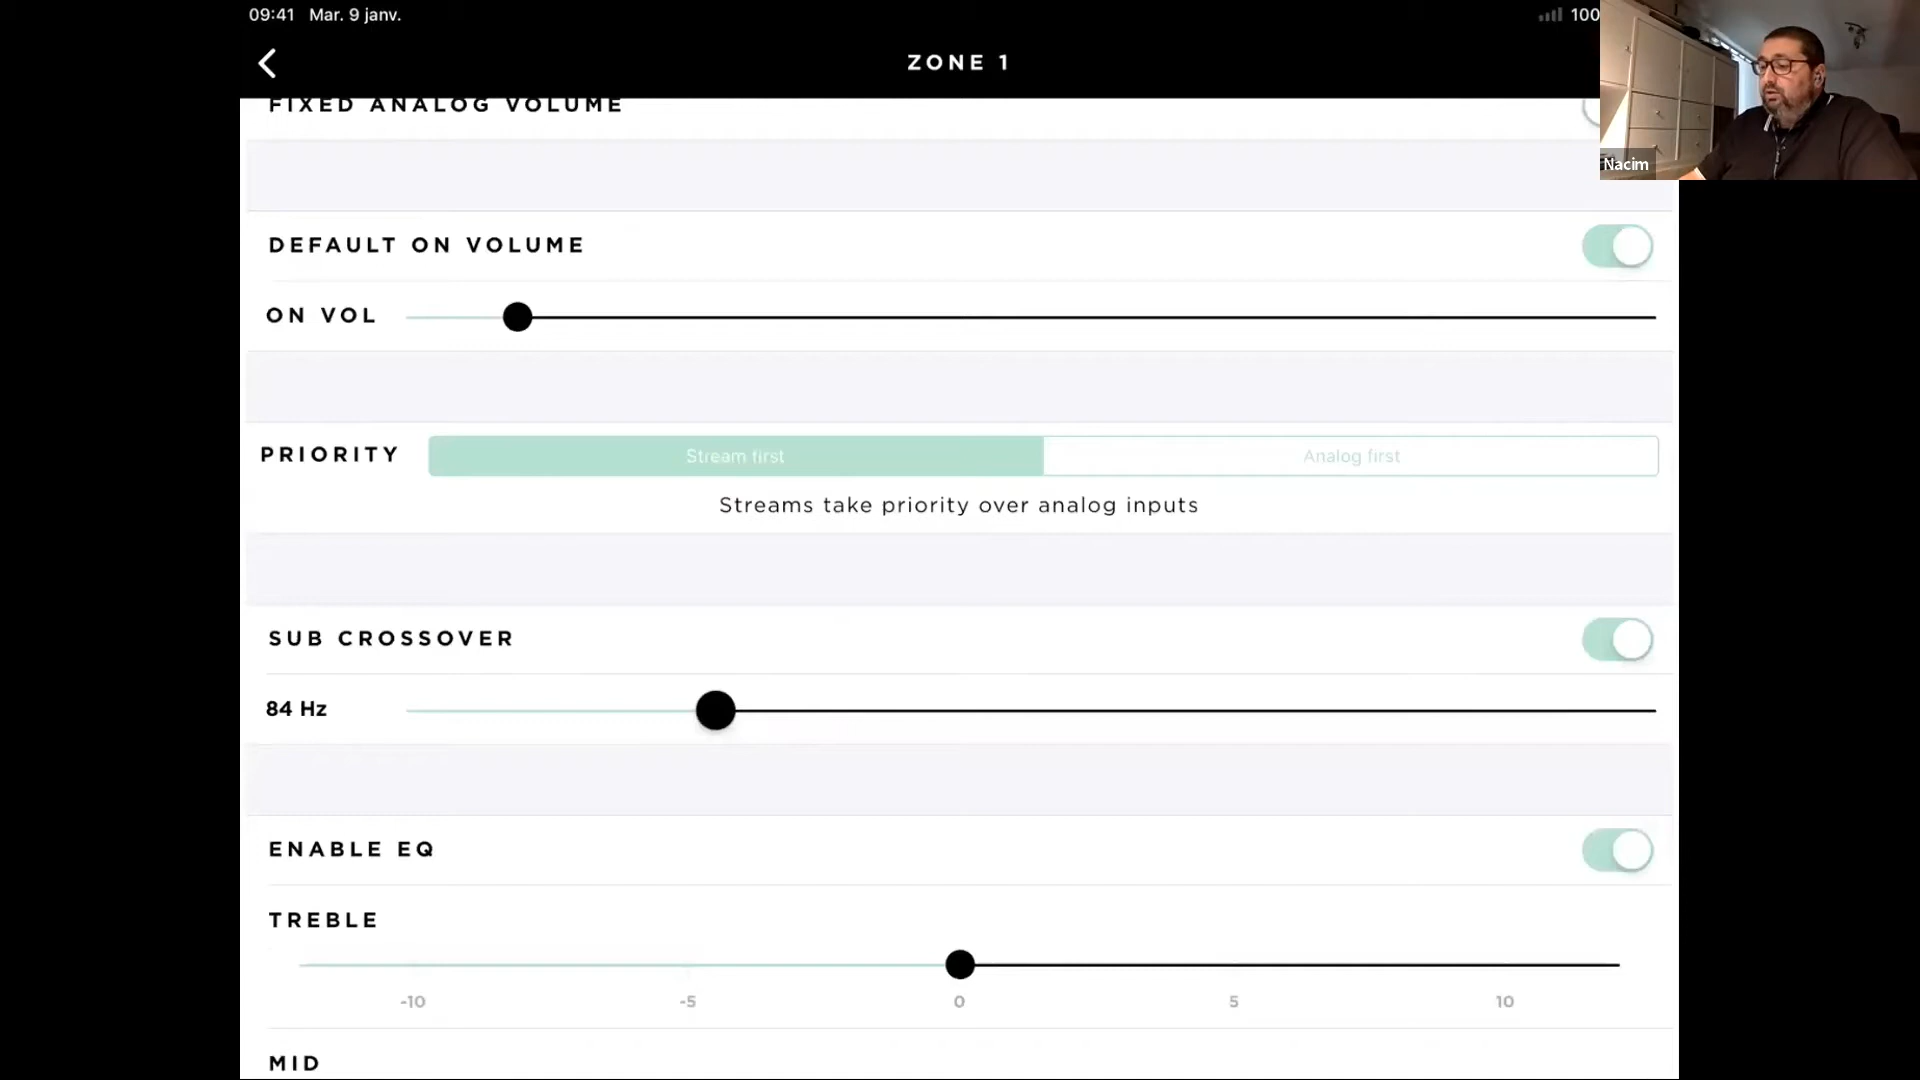 09:41 Mar. 9 janv.
100
ZONE 1
Nacim
FIXED ANALOG VOLUME
DEFAULT ON VOLUME
ON VOL
PRIORITY
Stream first
Analog first
Streams take priority over analog inputs
SUB CROSSOVER
84 Hz
ENABLE EQ
TREBLE
-10 -5 0 5 10
MID